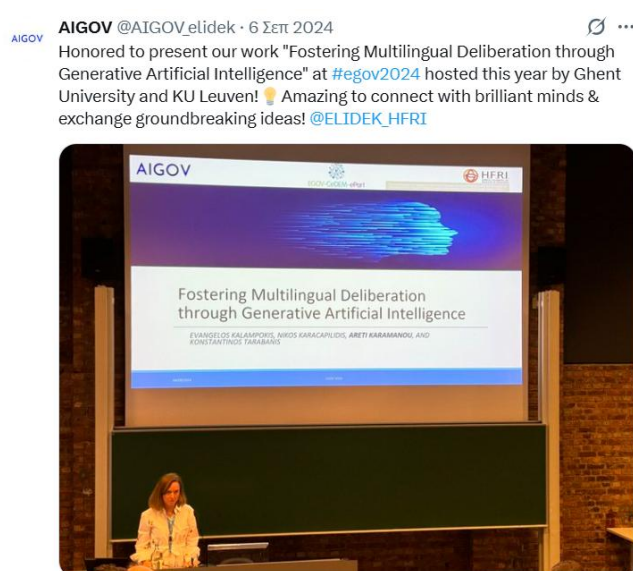 AIGOV
AIGOV @AIGOV_elidek · 6 Σεπ 2024
Honored to present our work "Fostering Multilingual Deliberation through
Generative Artificial Intelligence" at #egov2024 hosted this year by Ghent
University and KU Leuven! Amazing to connect with brilliant minds &
exchange groundbreaking ideas! @ELIDEK_HFRI
AIGOV
HFRI
Fostering Multilingual Deliberation
through Generative Artificial Intelligence
EVANGELOS KALAMPOKIS, NIKOS KARACAPILIDIS, ARETI KARAMANOU, AND
KONSTANTINOS TARABANIS